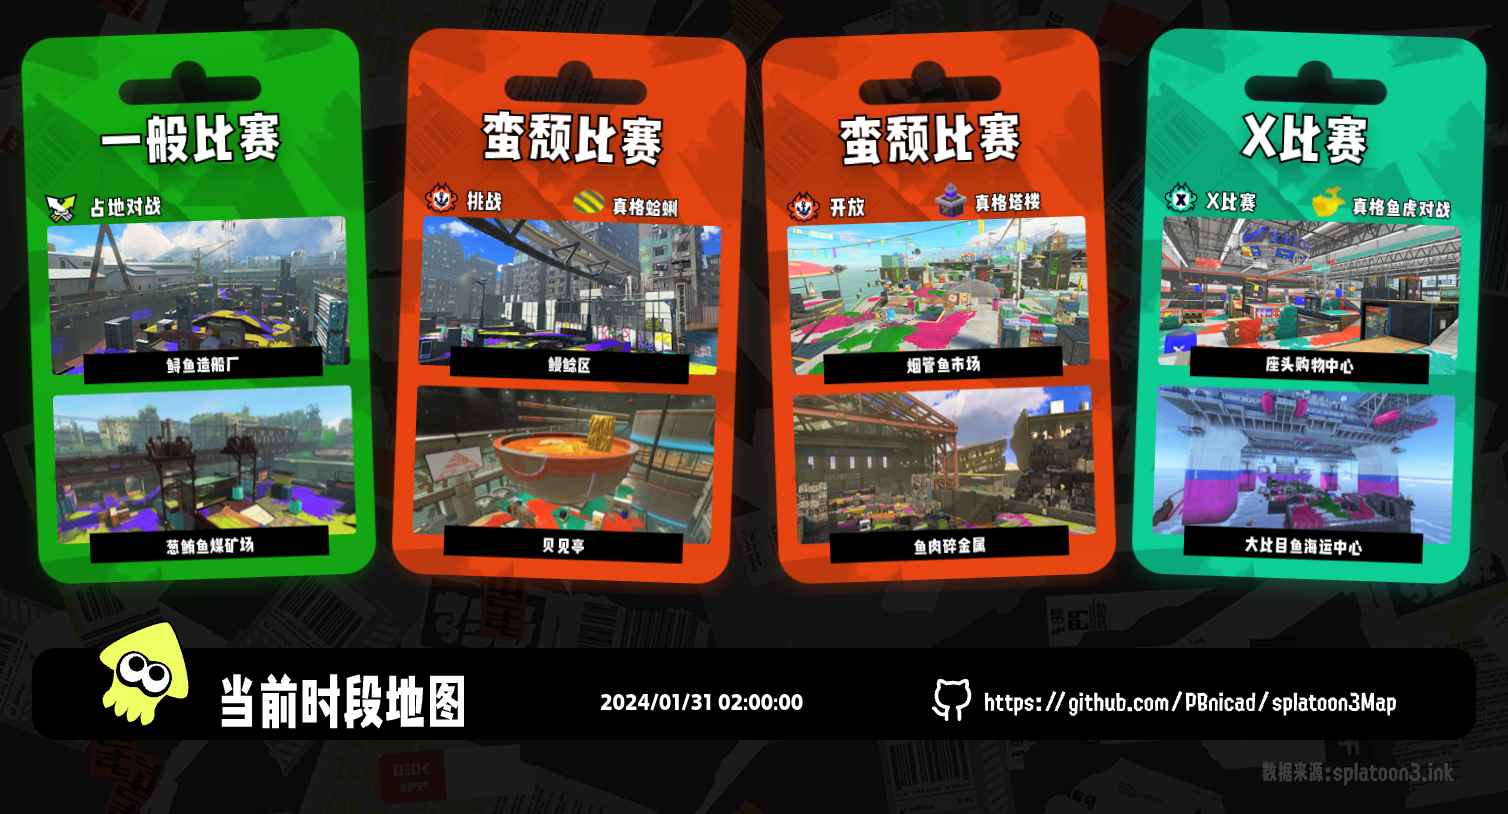 一般比赛
占地对战
鲟鱼造船厂
葱鲔鱼煤矿场
蛮颓比赛
挑战
真格蛤蜊
鳗鲶区
贝见亭
蛮颓比赛
开放
真格塔楼
烟管鱼市场
鱼肉碎金属
X比赛
X比赛
真格鱼虎对战
座头购物中心
大比目鱼海运中心
当前时段地图
2024/01/31 02:00:00
https://github.com/PBnicad/splatoon3Map
数据来源:splatoon3.ink